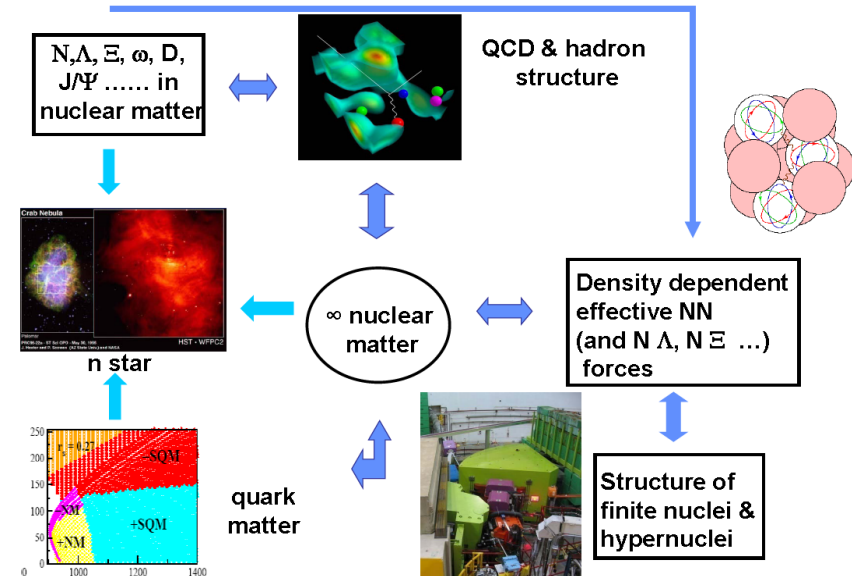 N,Λ, Ξ, ω, D,
J/Ψ …… in
nuclear matter
QCD & hadron
structure
Crab Nebula
Palomar
HST • WFPC2
n star
∞ nuclear
matter
Density dependent
effective NN
(and N Λ, N Ξ …)
forces
Structure of
finite nuclei &
hypernuclei
quark
matter
250
200
150
100
50
0
0
1000
1200
1400
−SQM
+SQM
−NM
+NM